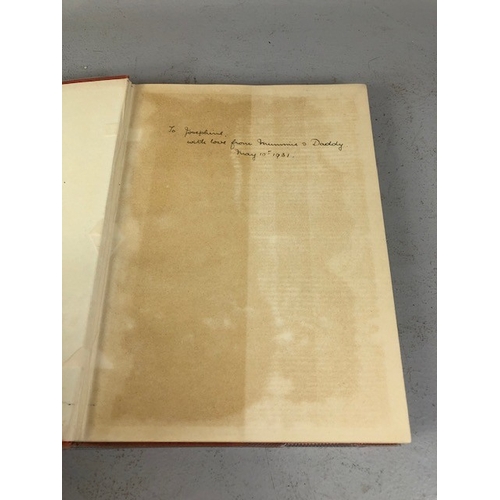 To Josephine,
with love from Mummie & Daddy
May 10th 1931.